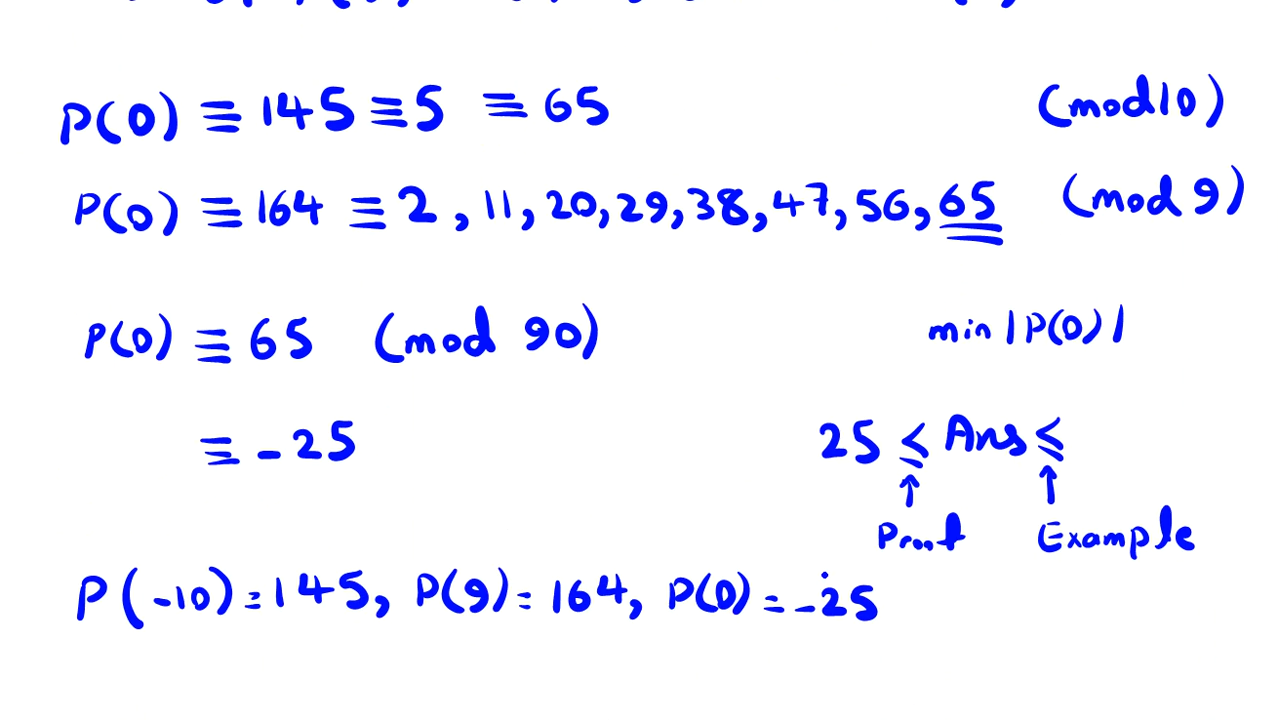 P(0) ≡ 145 ≡ 5 ≡ 65 (mod 10)
P(0) ≡ 164 ≡ 2, 11, 20, 29, 38, 47, 56, 65 (mod 9)
P(0) ≡ 65 (mod 90) min |P(0)|
≡ -25 25 ≤ Ans ≤
↑ ↑
Proof Example
P(-10) = 145, P(9) = 164, P(0) = -25